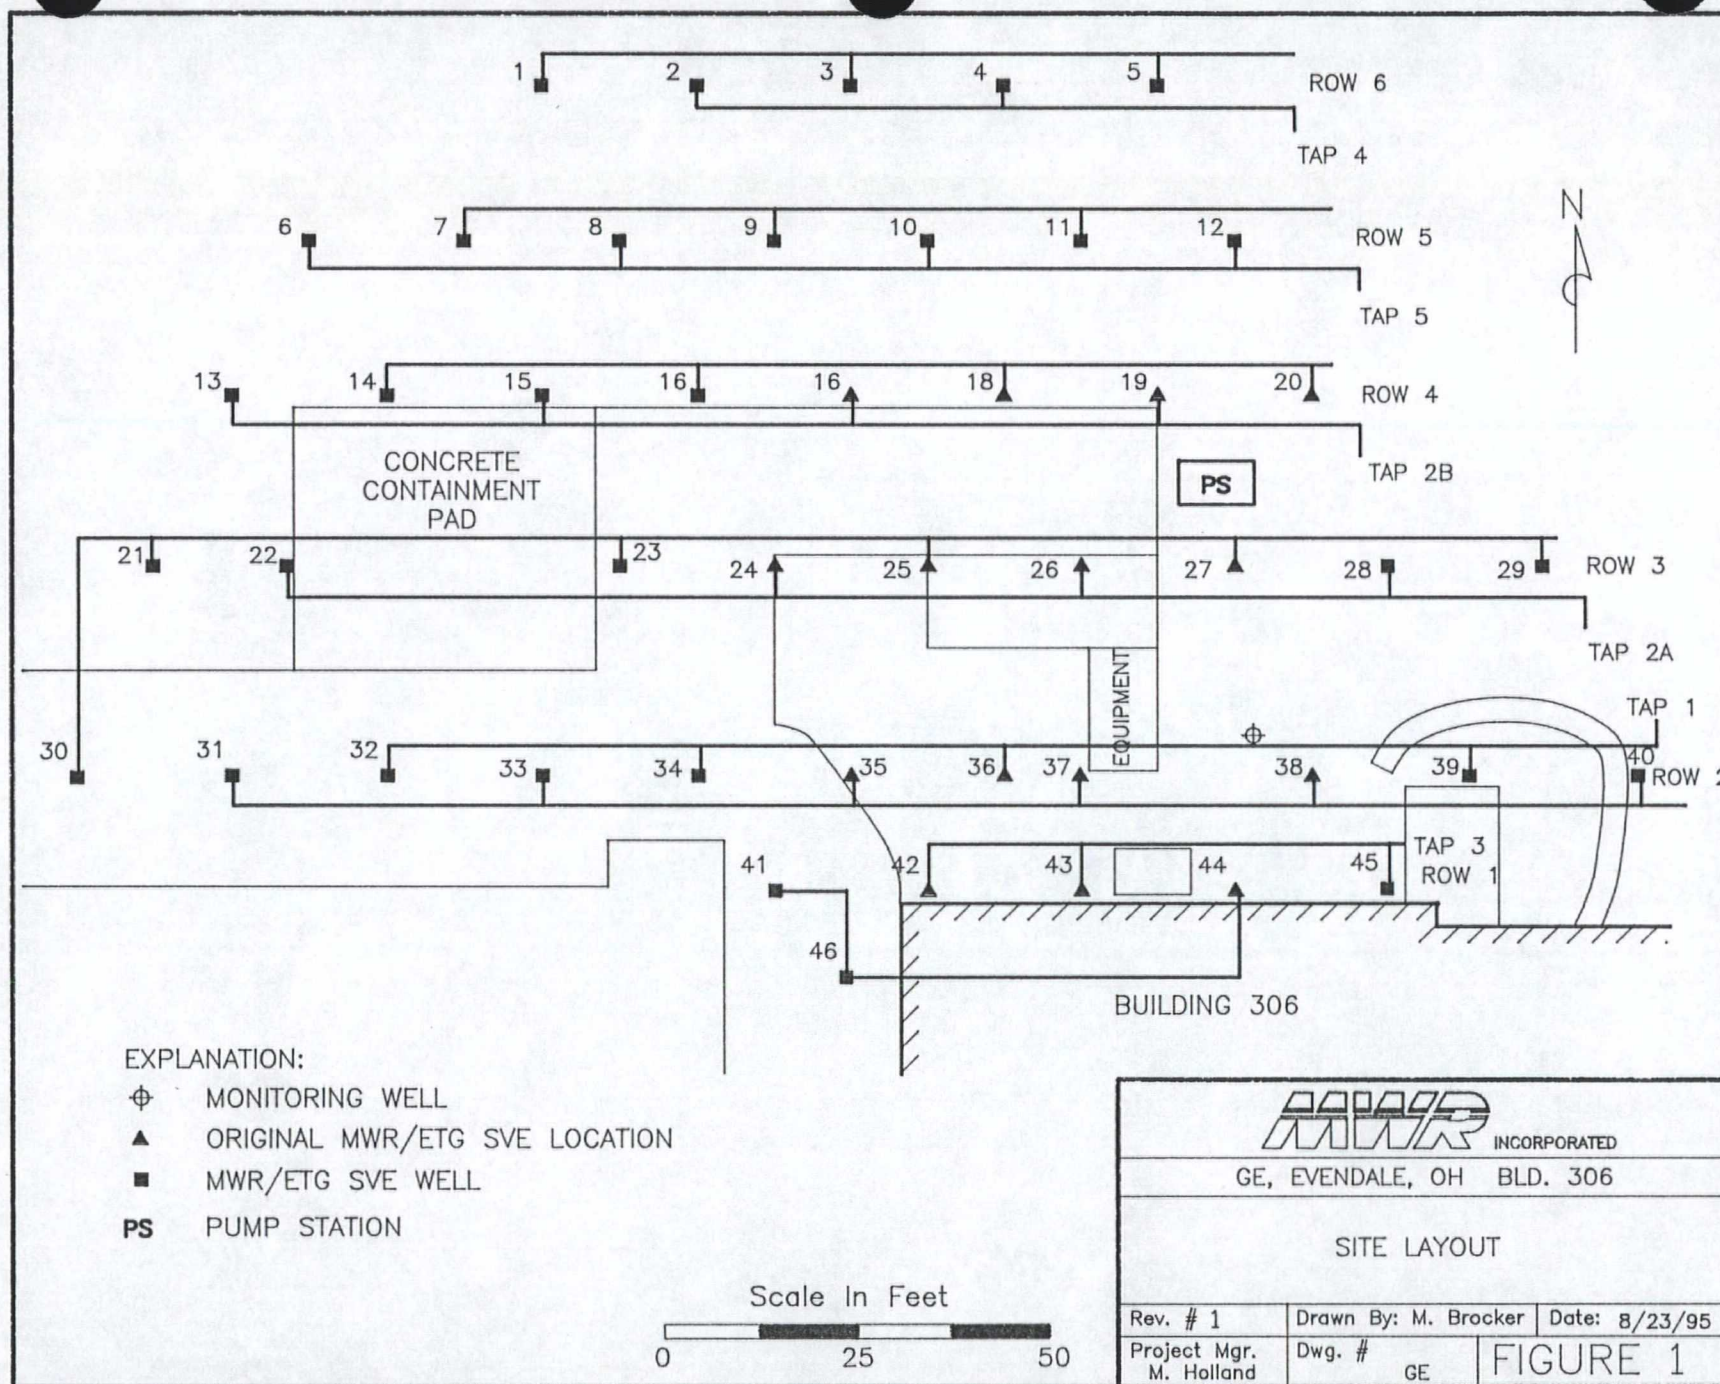 1 2 3 4 5 ROW 6
TAP 4
N
6 7 8 9 10 11 12 ROW 5
TAP 5
13 14 15 16 16 18 19 20 ROW 4
TAP 2B
CONCRETE
CONTAINMENT
PAD
PS
21 22 23 24 25 26 27 28 29 ROW 3
TAP 2A
EQUIPMENT
TAP 1
30 31 32 33 34 35 36 37 38 39 40 ROW 2
TAP 3
ROW 1
41 42 43 44 45
46
BUILDING 306
EXPLANATION:
MONITORING WELL
ORIGINAL MWR/ETG SVE LOCATION
MWR/ETG SVE WELL
PS PUMP STATION
Scale In Feet
0 25 50
MWR INCORPORATED
GE, EVENDALE, OH BLD. 306
SITE LAYOUT
Rev. # 1
Drawn By: M. Brocker
Date: 8/23/95
Project Mgr.
M. Holland
Dwg. #
GE
FIGURE 1